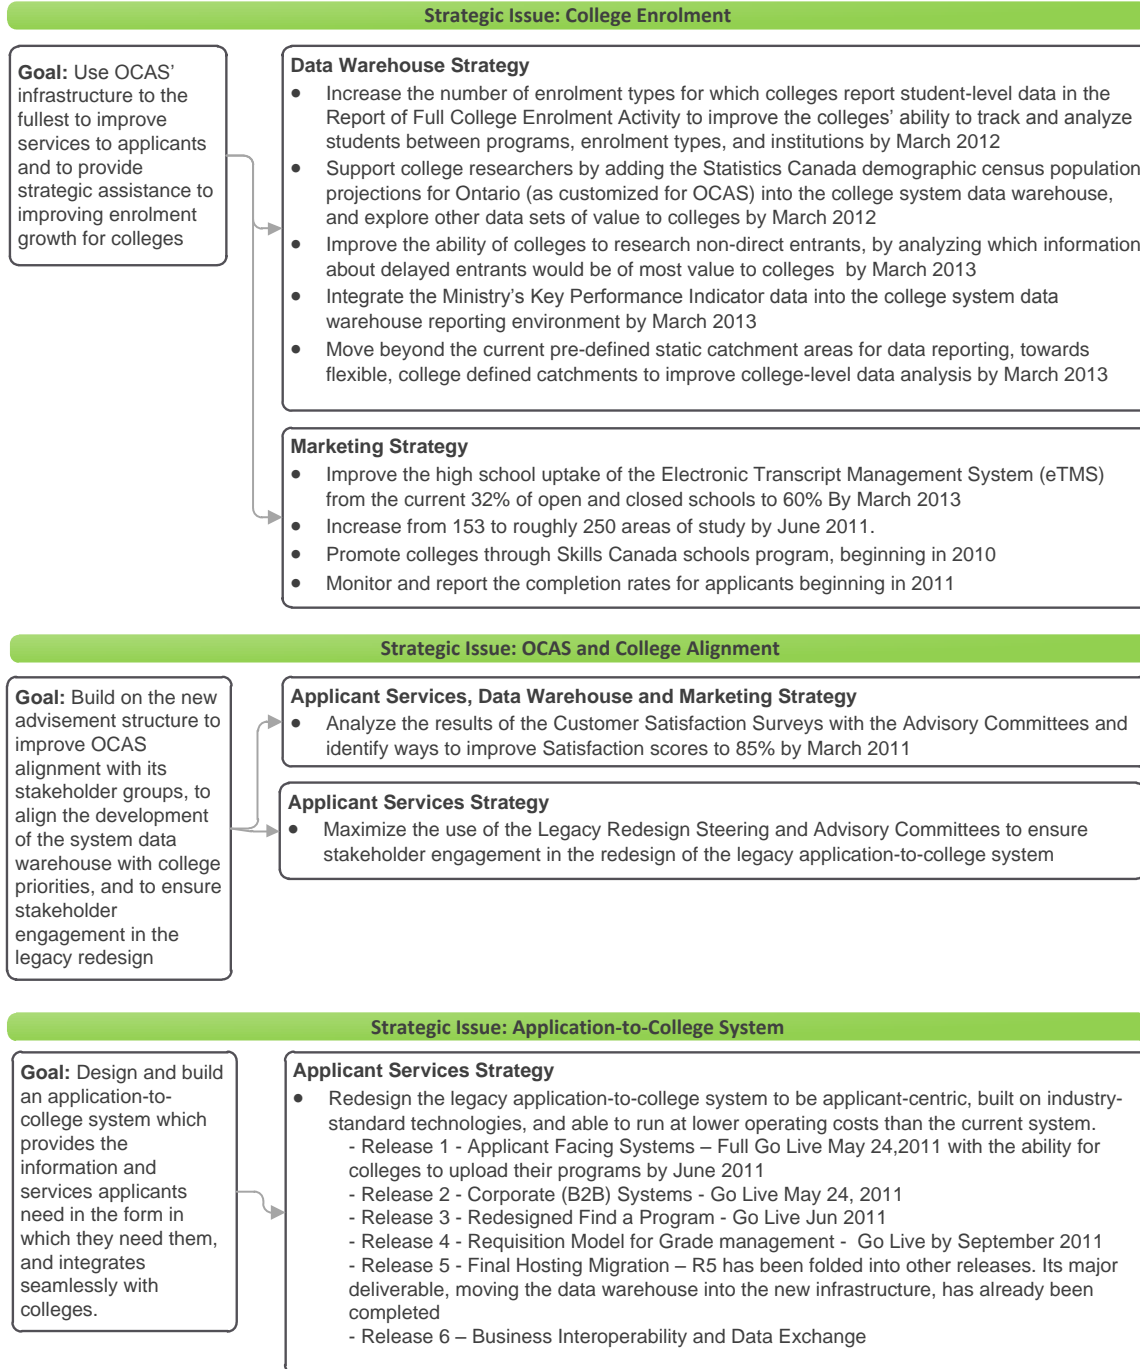 Strategic Issue: College Enrolment
Goal: Use OCAS’
infrastructure to the
fullest to improve
services to applicants
and to provide
strategic assistance to
improving enrolment
growth for colleges
Data Warehouse Strategy
● Increase the number of enrolment types for which colleges report student-level data in the
Report of Full College Enrolment Activity to improve the colleges’ ability to track and analyze
students between programs, enrolment types, and institutions by March 2012
● Support college researchers by adding the Statistics Canada demographic census population
projections for Ontario (as customized for OCAS) into the college system data warehouse,
and explore other data sets of value to colleges by March 2012
● Improve the ability of colleges to research non-direct entrants, by analyzing which information
about delayed entrants would be of most value to colleges by March 2013
● Integrate the Ministry’s Key Performance Indicator data into the college system data
warehouse reporting environment by March 2013
● Move beyond the current pre-defined static catchment areas for data reporting, towards
flexible, college defined catchments to improve college-level data analysis by March 2013
Marketing Strategy
● Improve the high school uptake of the Electronic Transcript Management System (eTMS)
from the current 32% of open and closed schools to 60% By March 2013
● Increase from 153 to roughly 250 areas of study by June 2011.
● Promote colleges through Skills Canada schools program, beginning in 2010
● Monitor and report the completion rates for applicants beginning in 2011
Strategic Issue: OCAS and College Alignment
Goal: Build on the new
advisement structure to
improve OCAS
alignment with its
stakeholder groups, to
align the development
of the system data
warehouse with college
priorities, and to ensure
stakeholder
engagement in the
legacy redesign
Applicant Services, Data Warehouse and Marketing Strategy
● Analyze the results of the Customer Satisfaction Surveys with the Advisory Committees and
identify ways to improve Satisfaction scores to 85% by March 2011
Applicant Services Strategy
● Maximize the use of the Legacy Redesign Steering and Advisory Committees to ensure
stakeholder engagement in the redesign of the legacy application-to-college system
Strategic Issue: Application-to-College System
Goal: Design and build
an application-to-
college system which
provides the
information and
services applicants
need in the form in
which they need them,
and integrates
seamlessly with
colleges.
Applicant Services Strategy
● Redesign the legacy application-to-college system to be applicant-centric, built on industry-
standard technologies, and able to run at lower operating costs than the current system.
- Release 1 - Applicant Facing Systems – Full Go Live May 24,2011 with the ability for
colleges to upload their programs by June 2011
- Release 2 - Corporate (B2B) Systems - Go Live May 24, 2011
- Release 3 - Redesigned Find a Program - Go Live Jun 2011
- Release 4 - Requisition Model for Grade management - Go Live by September 2011
- Release 5 - Final Hosting Migration – R5 has been folded into other releases. Its major
deliverable, moving the data warehouse into the new infrastructure, has already been
completed
- Release 6 – Business Interoperability and Data Exchange